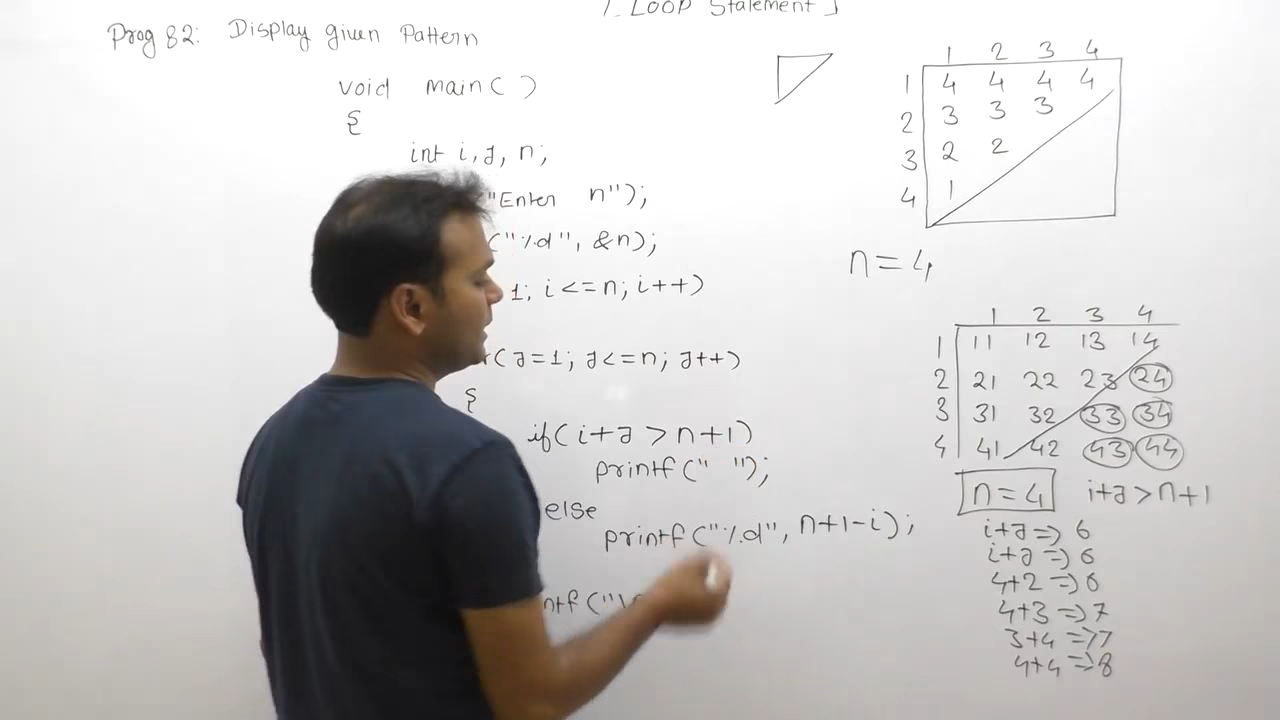 [ Loop Statement ]
Prog 82: Display given Pattern
void main( )
{
int i, J, n;
"Enter n");
("%d", &n);
1; i <= n; i++)
(J=1; J<=n; J++)
{
if( i+J > n+1)
printf(" ");
else
printf("%d", n+1-i);
ntf("\
1 2 3 4
1 4 4 4 4
2 3 3 3
3 2 2
4 1
n = 4
1 2 3 4
1 11 12 13 14
2 21 22 23 24
3 31 32 33 34
4 41 42 43 44
n = 4 i+J > n+1
i+J => 6
i+J => 6
4+2 => 6
4+3 => 7
3+4 => 7
4+4 => 8